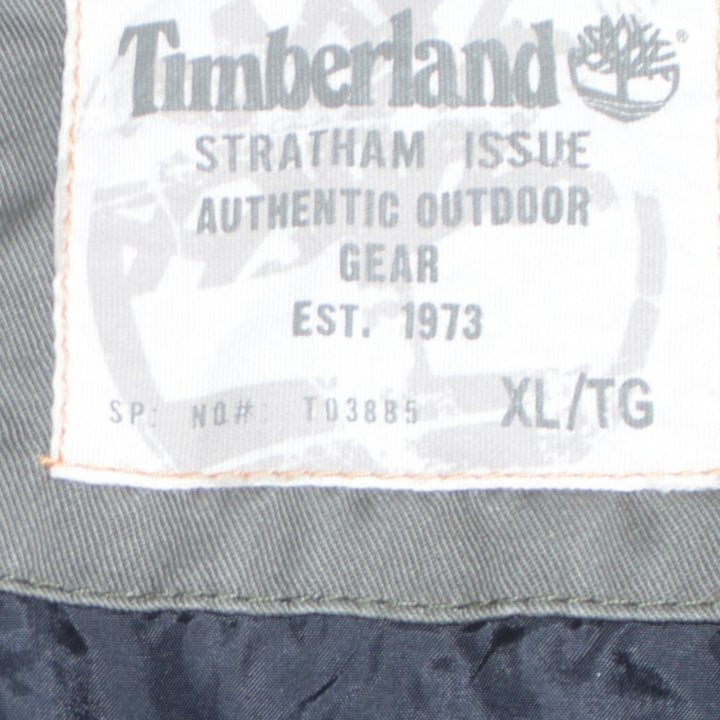 Timberland®
STRATHAM ISSUE
AUTHENTIC OUTDOOR
GEAR
EST. 1973
SP: NO#: T03885 XL/TG